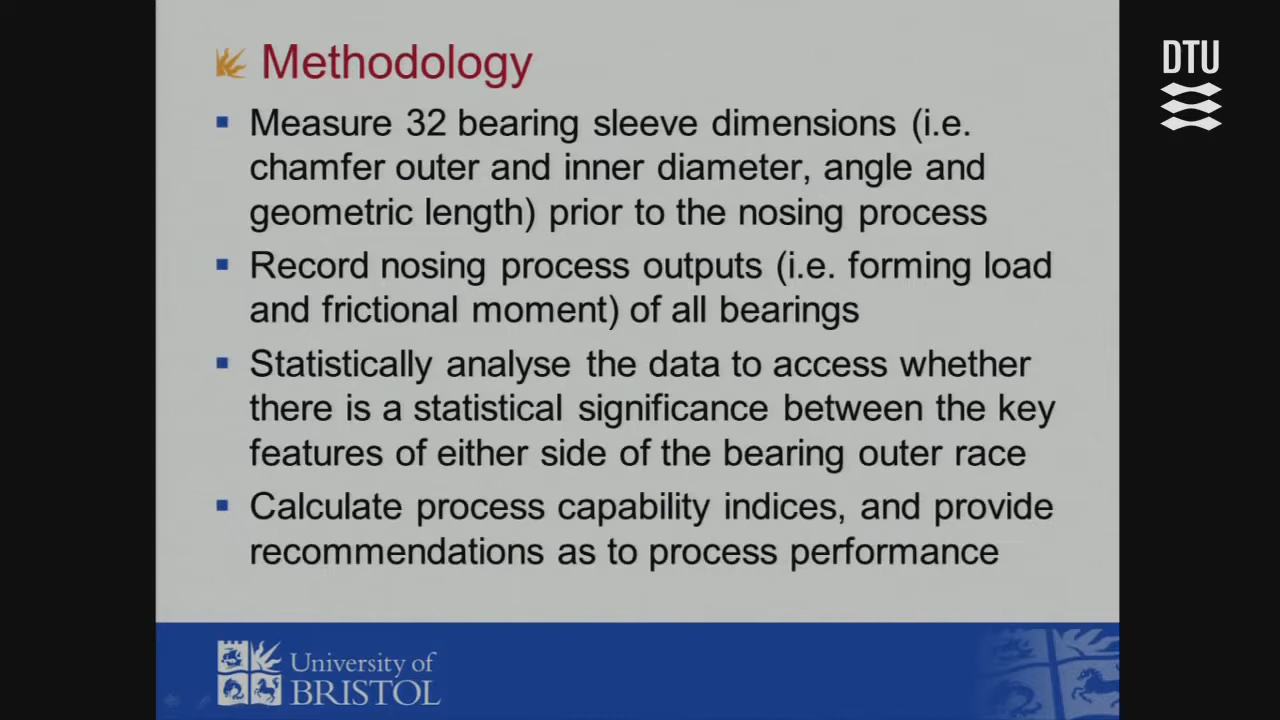 DTU
Methodology
Measure 32 bearing sleeve dimensions (i.e.
chamfer outer and inner diameter, angle and
geometric length) prior to the nosing process
Record nosing process outputs (i.e. forming load
and frictional moment) of all bearings
Statistically analyse the data to access whether
there is a statistical significance between the key
features of either side of the bearing outer race
Calculate process capability indices, and provide
recommendations as to process performance
University of
BRISTOL